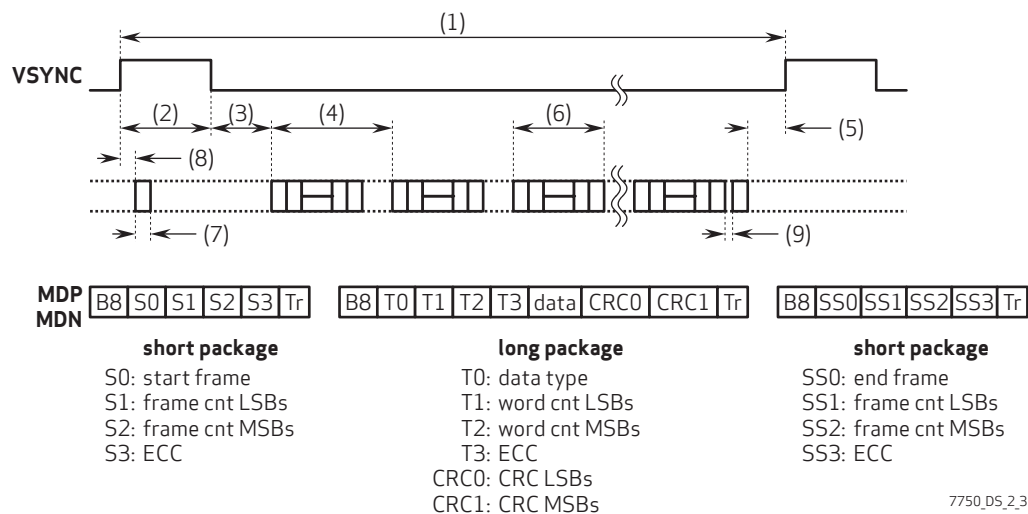 (1)
VSYNC
(2) (3) (4) (6) (5)
(8)
(7) (9)
MDP
MDN
B8 S0 S1 S2 S3 Tr
B8 T0 T1 T2 T3 data CRC0 CRC1 Tr
B8 SS0 SS1 SS2 SS3 Tr
short package
S0: start frame
S1: frame cnt LSBs
S2: frame cnt MSBs
S3: ECC
long package
T0: data type
T1: word cnt LSBs
T2: word cnt MSBs
T3: ECC
CRC0: CRC LSBs
CRC1: CRC MSBs
short package
SS0: end frame
SS1: frame cnt LSBs
SS2: frame cnt MSBs
SS3: ECC
7750_DS_2_3